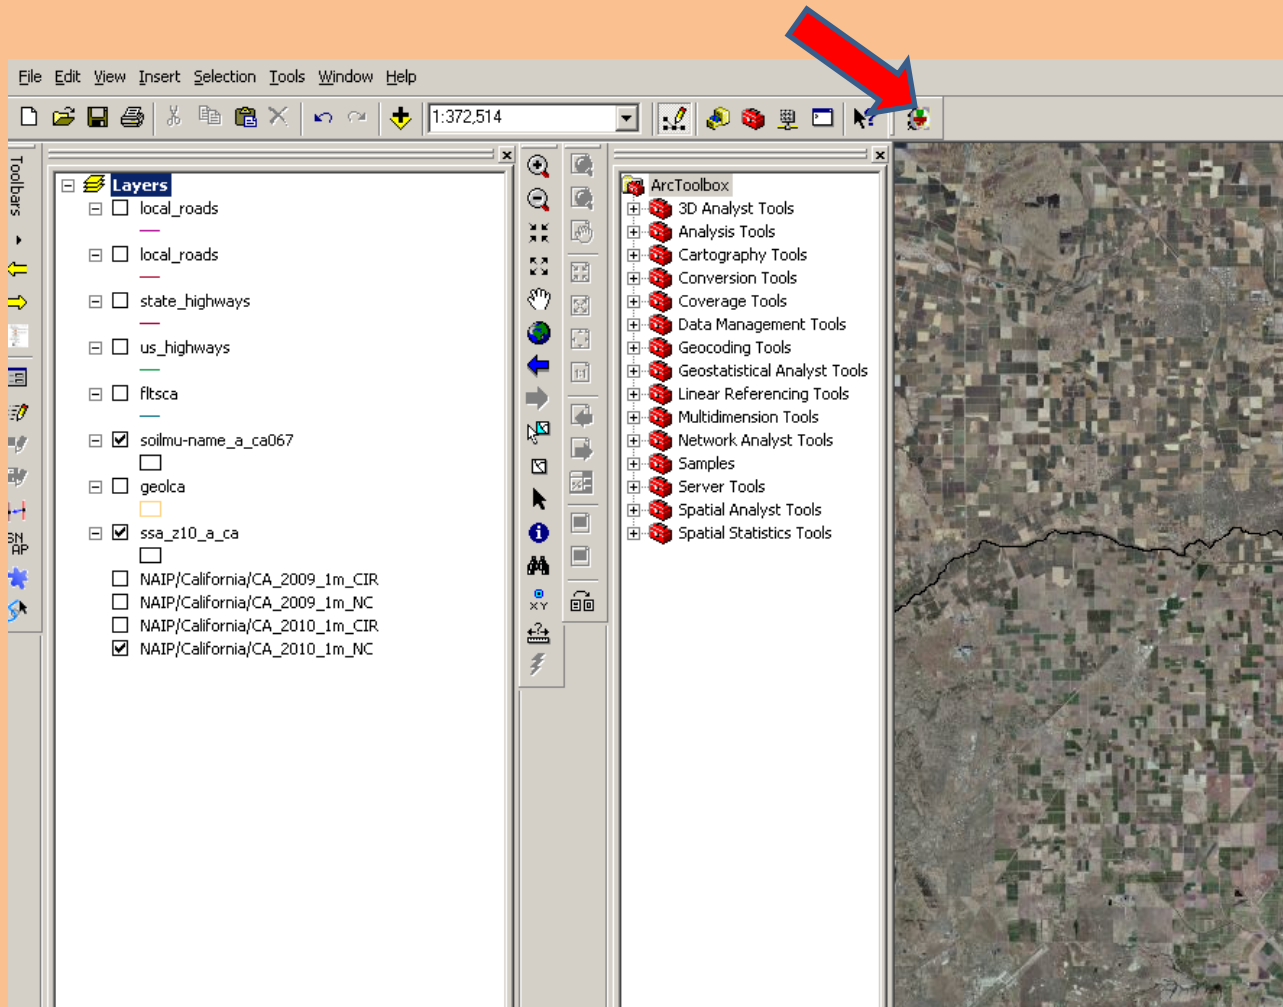 File Edit View Insert Selection Tools Window Help
1:372,514
Toolbars
Layers
local_roads
local_roads
state_highways
us_highways
fltsca
soilmu-name_a_ca067
geolca
ssa_z10_a_ca
NAIP/California/CA_2009_1m_CIR
NAIP/California/CA_2009_1m_NC
NAIP/California/CA_2010_1m_CIR
NAIP/California/CA_2010_1m_NC
1:1
XY
ArcToolbox
3D Analyst Tools
Analysis Tools
Cartography Tools
Conversion Tools
Coverage Tools
Data Management Tools
Geocoding Tools
Geostatistical Analyst Tools
Linear Referencing Tools
Multidimension Tools
Network Analyst Tools
Samples
Server Tools
Spatial Analyst Tools
Spatial Statistics Tools